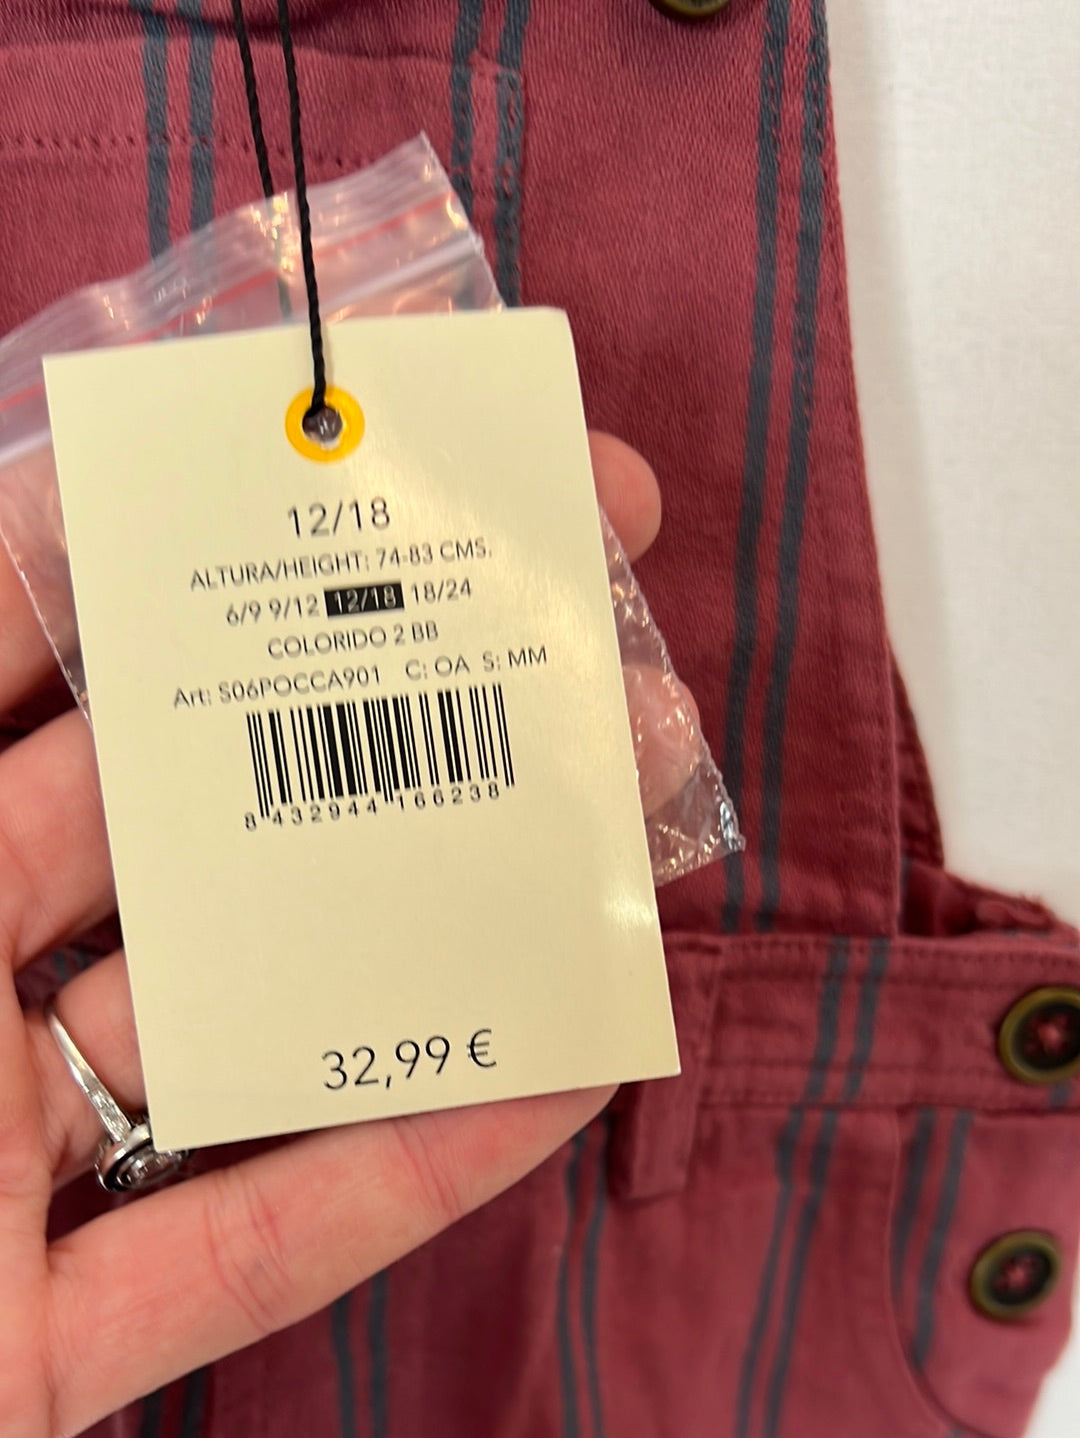 12/18
ALTURA/HEIGHT: 74-83 CMS.
6/9 9/12 12/18 18/24
COLORIDO 2 BB
Art: S06POCCA901 C: OA S: MM
8 432944 166238
32,99 €